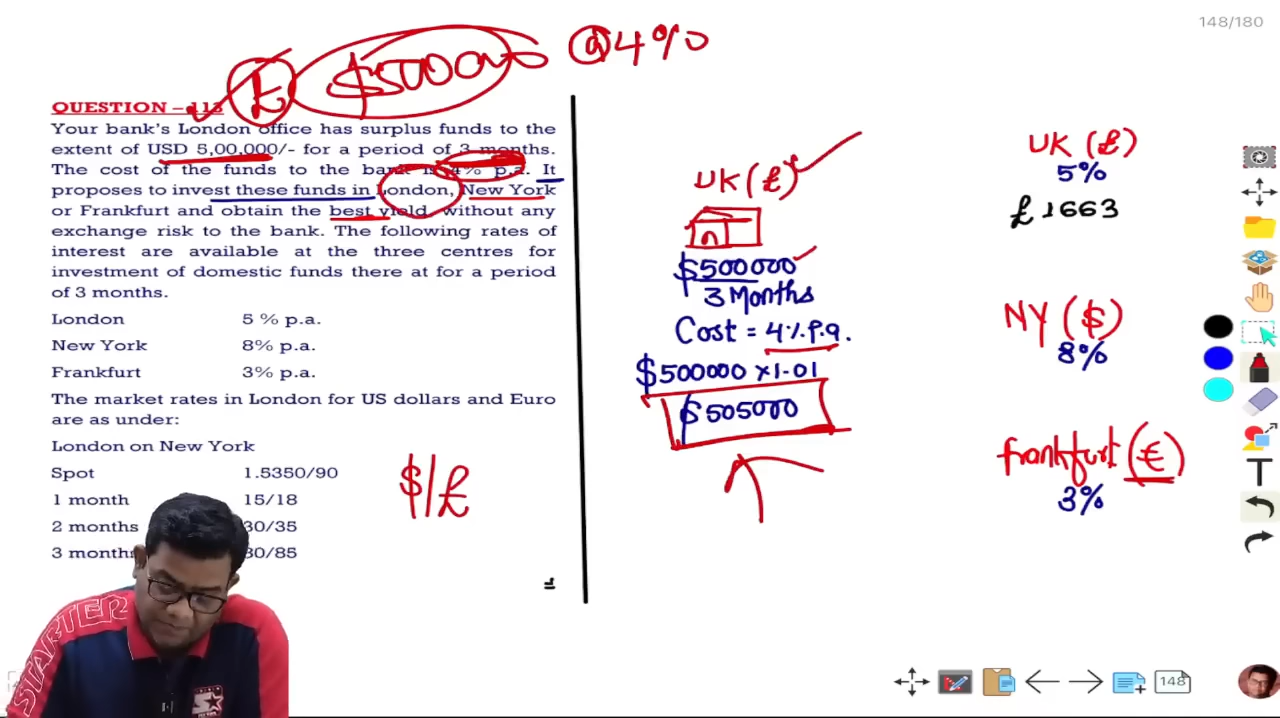 148/180
£ $500000 @ 4%
QUESTION – 113
Your bank's London office has surplus funds to the
extent of USD 5,00,000/- for a period of 3 months.
The cost of the funds to the bank is 4% p.a. It
proposes to invest these funds in London, New York
or Frankfurt and obtain the best yield, without any
exchange risk to the bank. The following rates of
interest are available at the three centres for
investment of domestic funds there at for a period
of 3 months.
London 5 % p.a.
New York 8% p.a.
Frankfurt 3% p.a.
The market rates in London for US dollars and Euro
are as under:
London on New York
Spot 1.5350/90
1 month 15/18
2 months 30/35
3 months 80/85
$/£
UK (£)
$500000
3 Months
Cost = 4%.P.a.
$500000 x1.01
$505000
UK (£)
5%
£1663
NY ($)
8%
frankfurt (€)
3%
STARTER
T
148